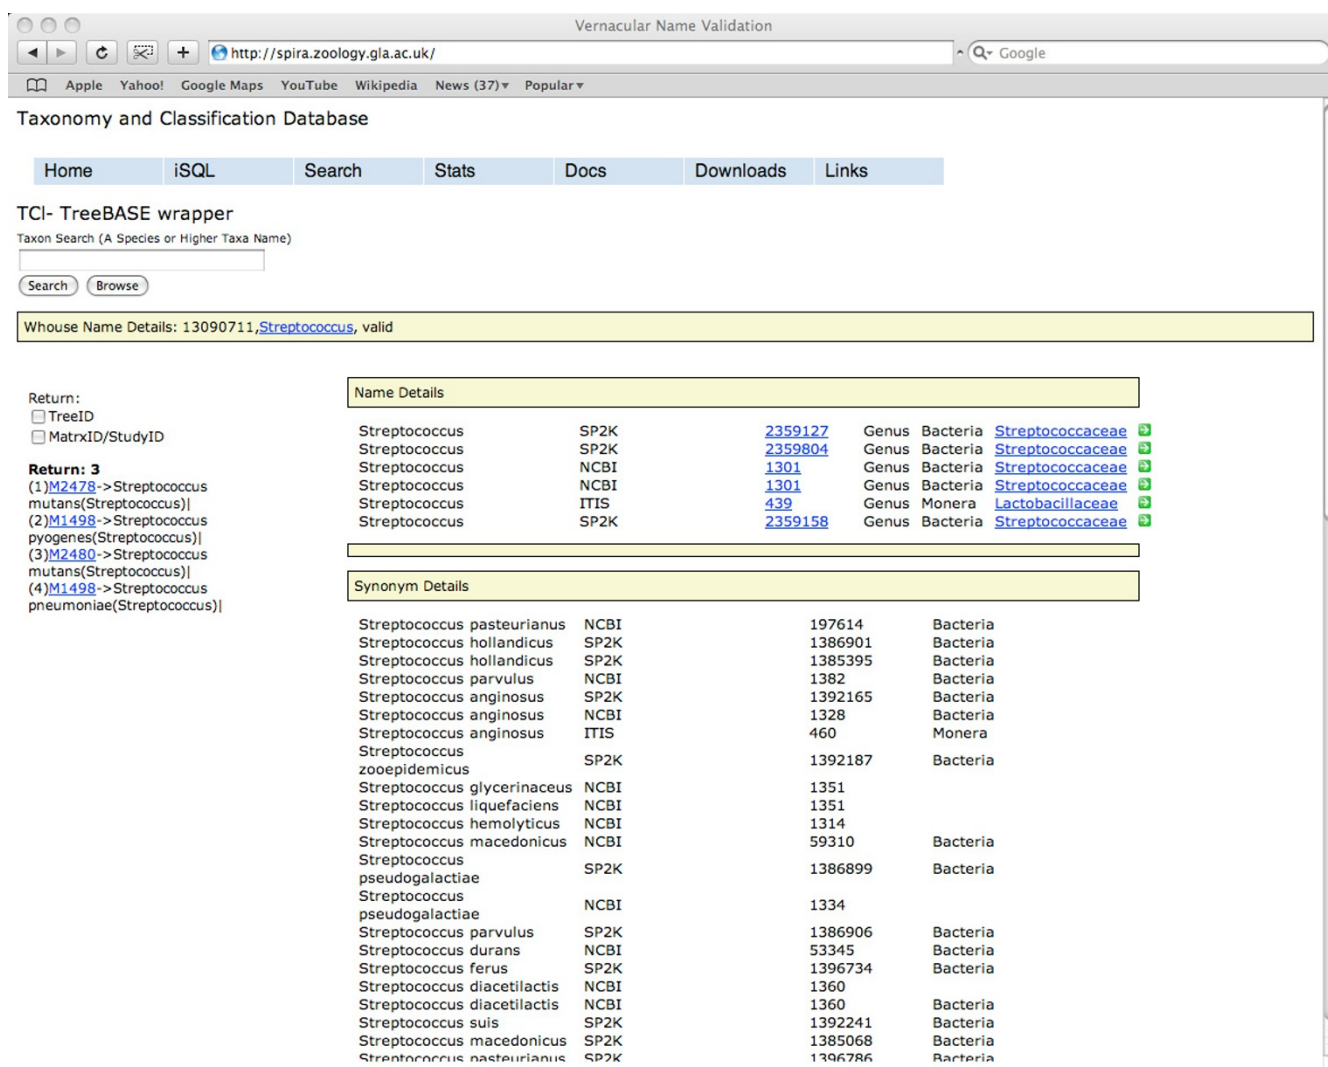 Vernacular Name Validation
http://spira.zoology.gla.ac.uk/
Google
Apple Yahoo! Google Maps YouTube Wikipedia News (37) Popular
Taxonomy and Classification Database
Home iSQL Search Stats Docs Downloads Links
TCl- TreeBASE wrapper
Taxon Search (A Species or Higher Taxa Name)
Search Browse
Whouse Name Details: 13090711,Streptococcus, valid
Return:
TreeID
MatrxID/StudyID
Return: 3
(1)M2478->Streptococcus
mutans(Streptococcus)|
(2)M1498->Streptococcus
pyogenes(Streptococcus)|
(3)M2480->Streptococcus
mutans(Streptococcus)|
(4)M1498->Streptococcus
pneumoniae(Streptococcus)|
Name Details
Streptococcus SP2K 2359127 Genus Bacteria Streptococcaceae
Streptococcus SP2K 2359804 Genus Bacteria Streptococcaceae
Streptococcus NCBI 1301 Genus Bacteria Streptococcaceae
Streptococcus NCBI 1301 Genus Bacteria Streptococcaceae
Streptococcus ITIS 439 Genus Monera Lactobacillaceae
Streptococcus SP2K 2359158 Genus Bacteria Streptococcaceae
Synonym Details
Streptococcus pasteurianus NCBI 197614 Bacteria
Streptococcus hollandicus SP2K 1386901 Bacteria
Streptococcus hollandicus SP2K 1385395 Bacteria
Streptococcus parvulus NCBI 1382 Bacteria
Streptococcus anginosus SP2K 1392165 Bacteria
Streptococcus anginosus NCBI 1328 Bacteria
Streptococcus anginosus ITIS 460 Monera
Streptococcus
zooepidemicus SP2K 1392187 Bacteria
Streptococcus glycerinaceus NCBI 1351
Streptococcus liquefaciens NCBI 1351
Streptococcus hemolyticus NCBI 1314
Streptococcus macedonicus NCBI 59310 Bacteria
Streptococcus
pseudogalactiae SP2K 1386899 Bacteria
Streptococcus
pseudogalactiae NCBI 1334
Streptococcus parvulus SP2K 1386906 Bacteria
Streptococcus durans NCBI 53345 Bacteria
Streptococcus ferus SP2K 1396734 Bacteria
Streptococcus diacetilactis NCBI 1360
Streptococcus diacetilactis NCBI 1360 Bacteria
Streptococcus suis SP2K 1392241 Bacteria
Streptococcus macedonicus SP2K 1385068 Bacteria
Streptococcus pasteurianus SP2K 1396786 Bacteria